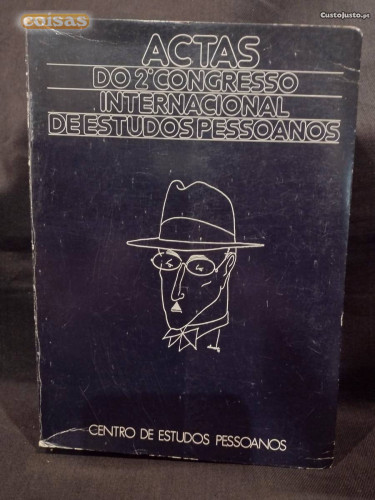 coisas
CustoJusto.pt
ACTAS
DO 2º CONGRESSO
INTERNACIONAL
DE ESTUDOS PESSOANOS
CENTRO DE ESTUDOS PESSOANOS